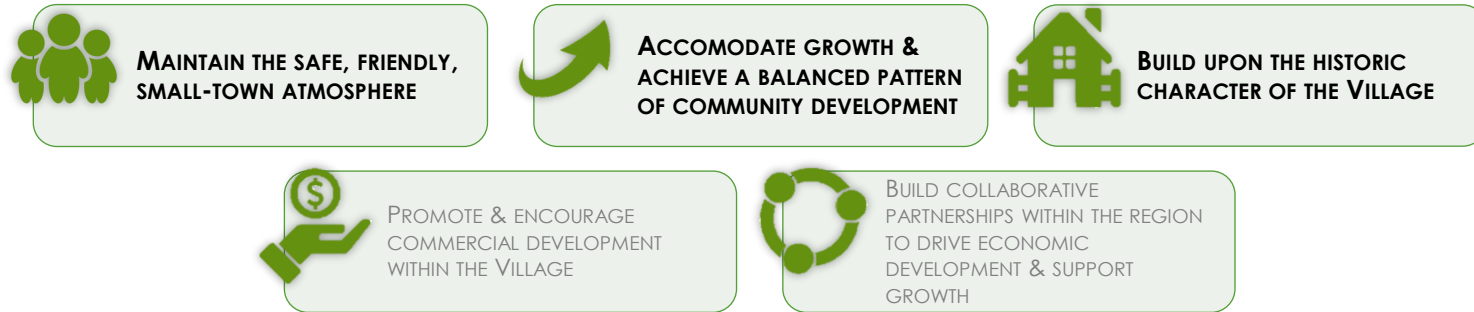 MAINTAIN THE SAFE, FRIENDLY,
SMALL-TOWN ATMOSPHERE
ACCOMODATE GROWTH &
ACHIEVE A BALANCED PATTERN
OF COMMUNITY DEVELOPMENT
BUILD UPON THE HISTORIC
CHARACTER OF THE VILLAGE
$
PROMOTE & ENCOURAGE
COMMERCIAL DEVELOPMENT
WITHIN THE VILLAGE
BUILD COLLABORATIVE
PARTNERSHIPS WITHIN THE REGION
TO DRIVE ECONOMIC
DEVELOPMENT & SUPPORT
GROWTH